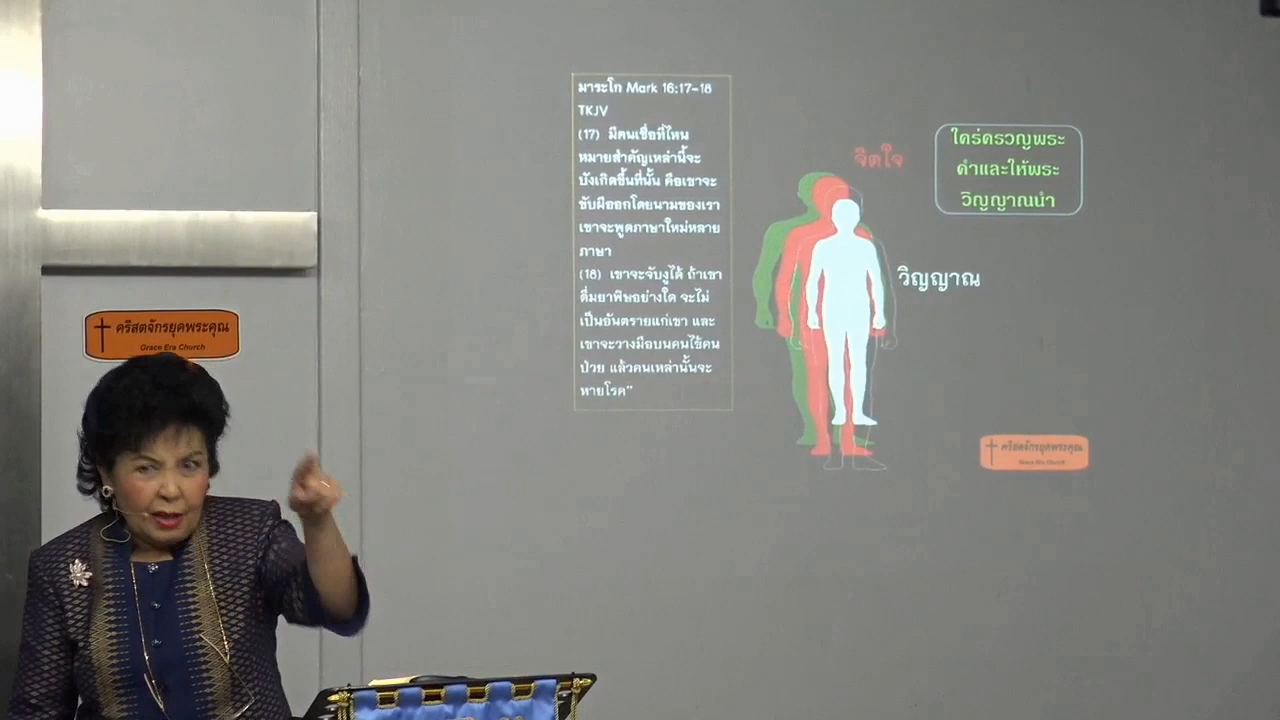 มาระโก Mark 16:17-18
TKJV
(17) มีคนเชื่อที่ไหน
หมายสำคัญเหล่านี้จะ
บังเกิดขึ้นที่นั้น คือเขาจะ
ขับผีออกโดยนามของเรา
เขาจะพูดภาษาใหม่หลาย
ภาษา
(18) เขาจะจับงูได้ ถ้าเขา
ดื่มยาพิษอย่างใด จะไม่
เป็นอันตรายแก่เขา และ
เขาจะวางมือบนคนไข้คน
ป่วย แล้วคนเหล่านั้นจะ
หายโรค"
จิตใจ
ใคร่ครวญพระ
คำและให้พระ
วิญญาณนำ
วิญญาณ
คริสตจักรยุคพระคุณ
Grace Era Church
คริสตจักรยุคพระคุณ
Grace Era Church